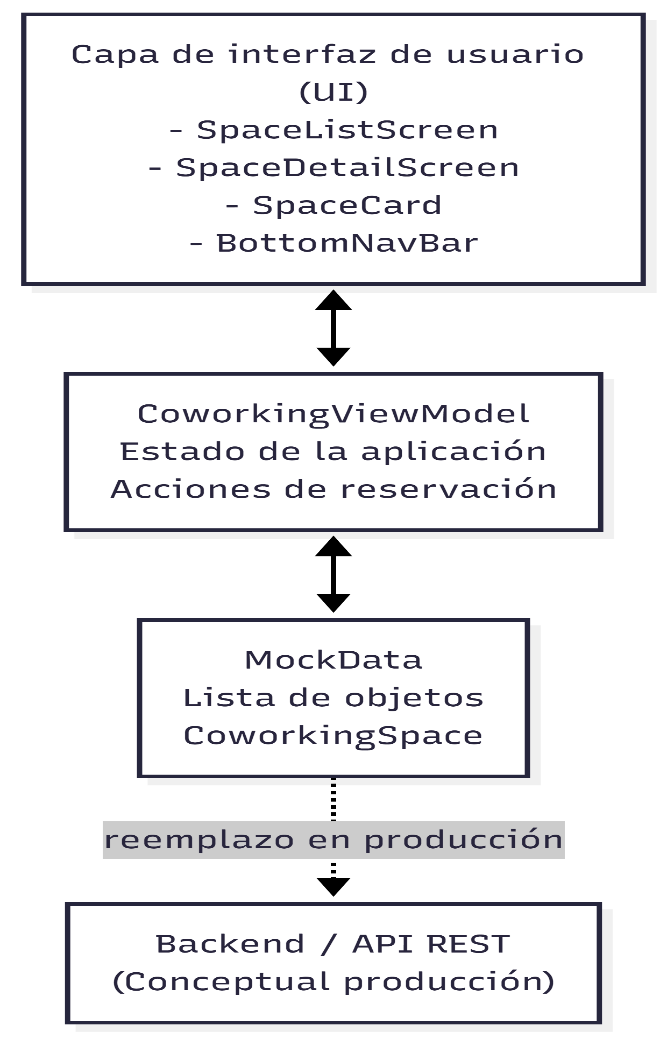 Capa de interfaz de usuario
(UI)
- SpaceListScreen
- SpaceDetailScreen
- SpaceCard
- BottomNavBar
CoworkingViewModel
Estado de la aplicación
Acciones de reservación
MockData
Lista de objetos
CoworkingSpace
reemplazo en producción
Backend / API REST
(Conceptual producción)